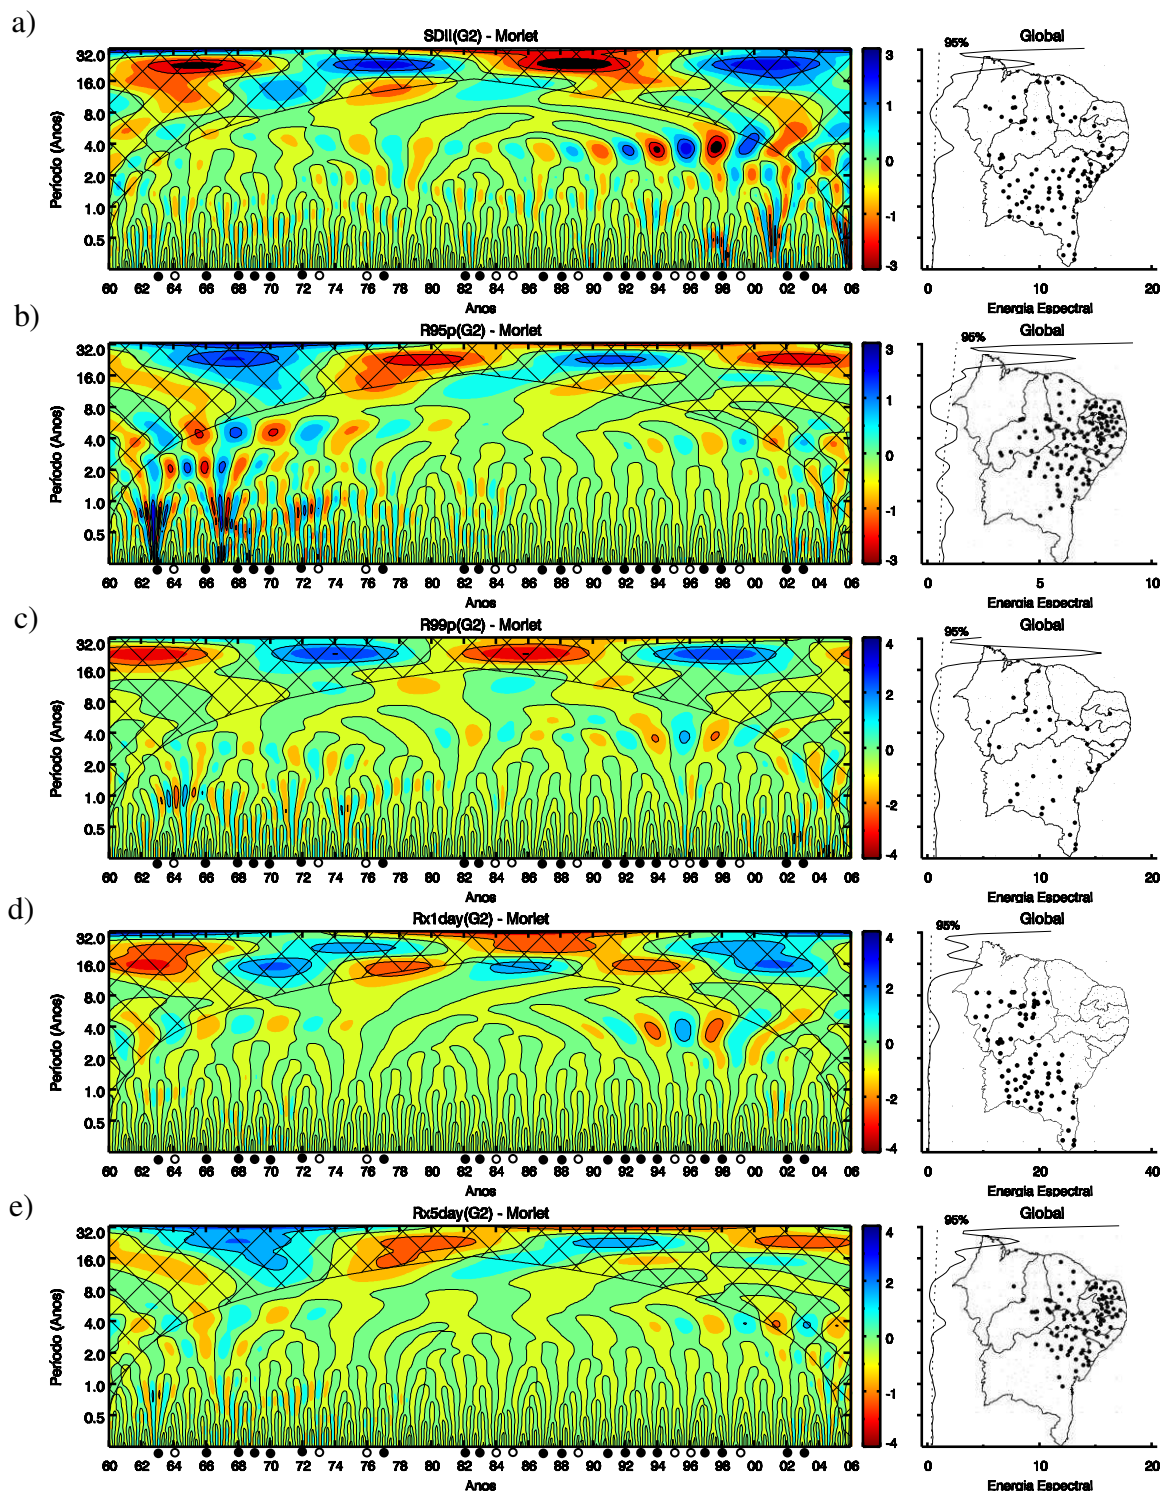 a)
SDII(G2) - Morlet
Global
95%
32.0
16.0
8.0
4.0
2.0
1.0
0.5
Período (Anos)
3
1
0
-1
-3
60 62 64 66 68 70 72 74 76 78 80 82 84 86 88 90 92 94 96 98 00 02 04 06
0 10 20
Anos
Energia Espectral
b)
R95p(G2) - Morlet
Global
95%
32.0
16.0
8.0
4.0
2.0
1.0
0.5
Período (Anos)
3
1
0
-1
-3
60 62 64 66 68 70 72 74 76 78 80 82 84 86 88 90 92 94 96 98 00 02 04 06
0 5 10
Anos
Energia Espectral
c)
R99p(G2) - Morlet
Global
95%
32.0
16.0
8.0
4.0
2.0
1.0
0.5
Período (Anos)
4
2
0
-2
-4
60 62 64 66 68 70 72 74 76 78 80 82 84 86 88 90 92 94 96 98 00 02 04 06
0 10 20
Anos
Energia Espectral
d)
Rx1day(G2) - Morlet
Global
95%
32.0
16.0
8.0
4.0
2.0
1.0
0.5
Período (Anos)
4
2
0
-2
-4
60 62 64 66 68 70 72 74 76 78 80 82 84 86 88 90 92 94 96 98 00 02 04 06
0 20 40
Anos
Energia Espectral
e)
Rx5day(G2) - Morlet
Global
95%
32.0
16.0
8.0
4.0
2.0
1.0
0.5
Período (Anos)
4
2
0
-1
-4
60 62 64 66 68 70 72 74 76 78 80 82 84 86 88 90 92 94 96 98 00 02 04 06
0 10 20
Anos
Energia Espectral